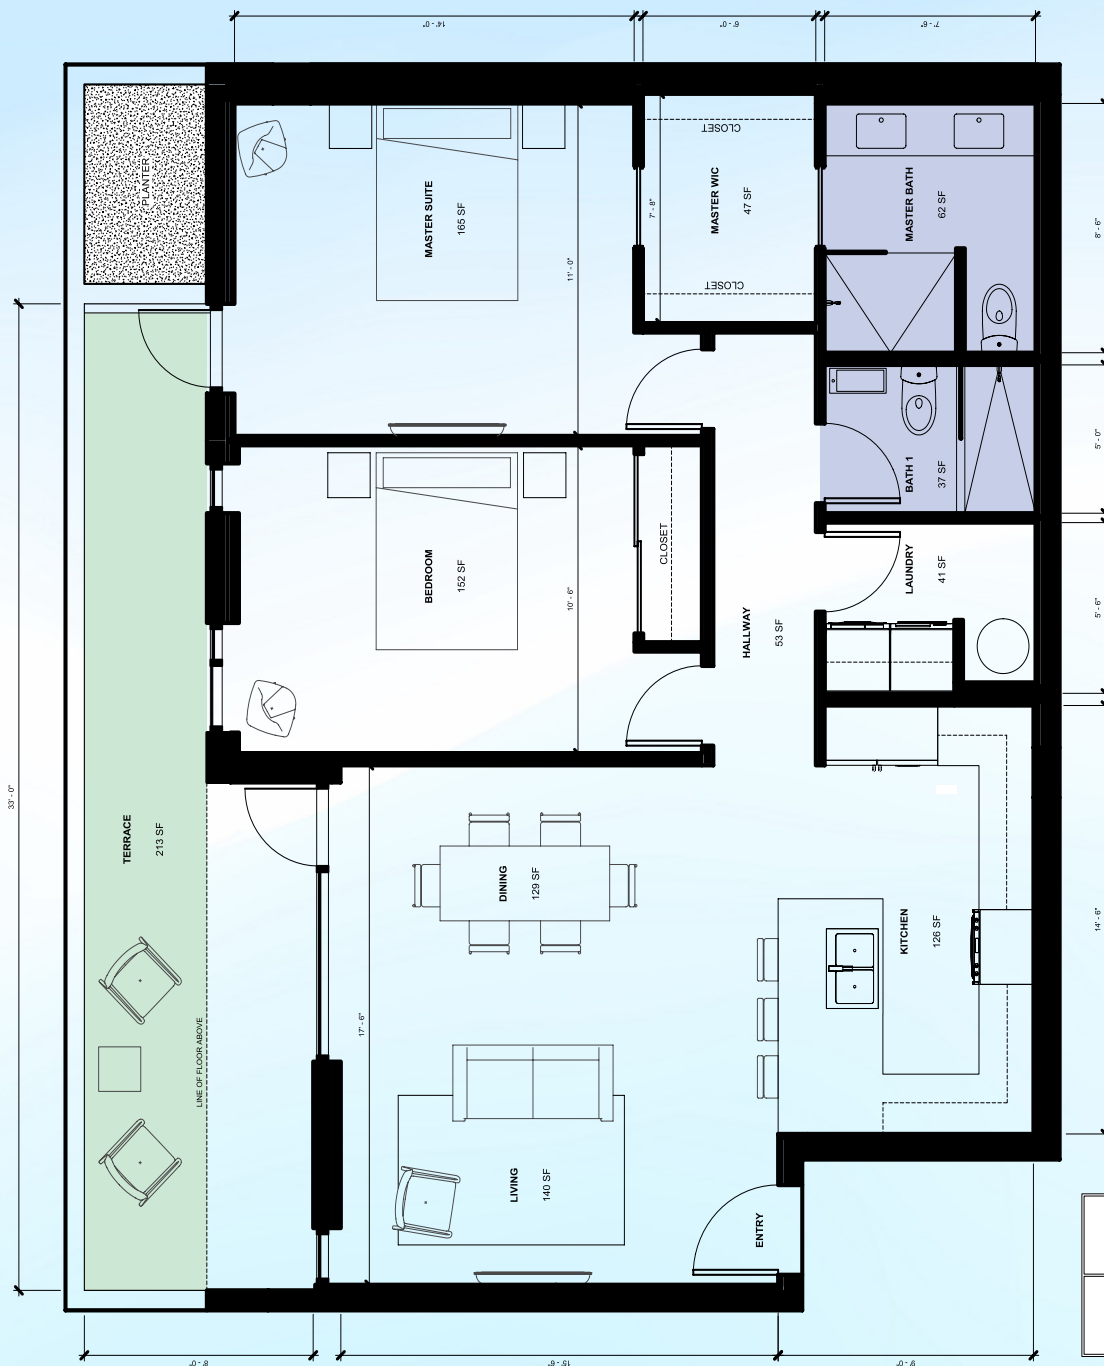 14' - 0"
6' - 0"
7' - 6"
PLANTER
MASTER SUITE
165 SF
11' - 0"
CLOSET
7' - 8"
MASTER WIC
47 SF
CLOSET
MASTER BATH
62 SF
8' - 6"
33' - 0"
BEDROOM
152 SF
10' - 6"
CLOSET
HALLWAY
53 SF
BATH 1
37 SF
5' - 0"
LAUNDRY
41 SF
5' - 6"
TERRACE
213 SF
LINE OF FLOOR ABOVE
17' - 6"
DINING
129 SF
KITCHEN
126 SF
14' - 6"
LIVING
140 SF
ENTRY
8' - 0"
15' - 6"
9' - 0"